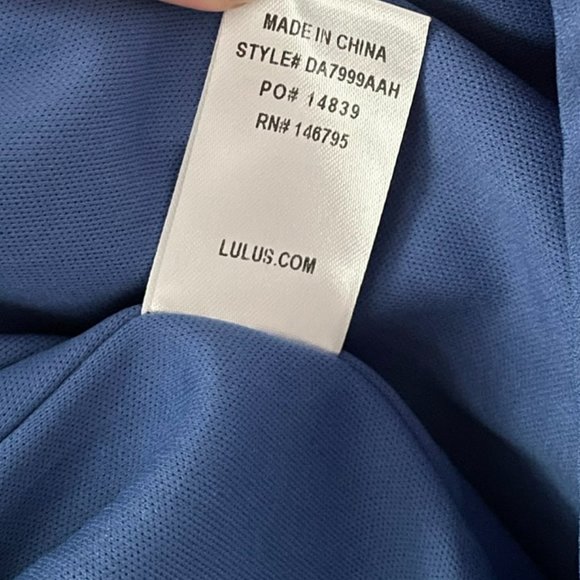 MADE IN CHINA
STYLE# DA7999AAH
PO# 14839
RN# 146795
LULUS.COM